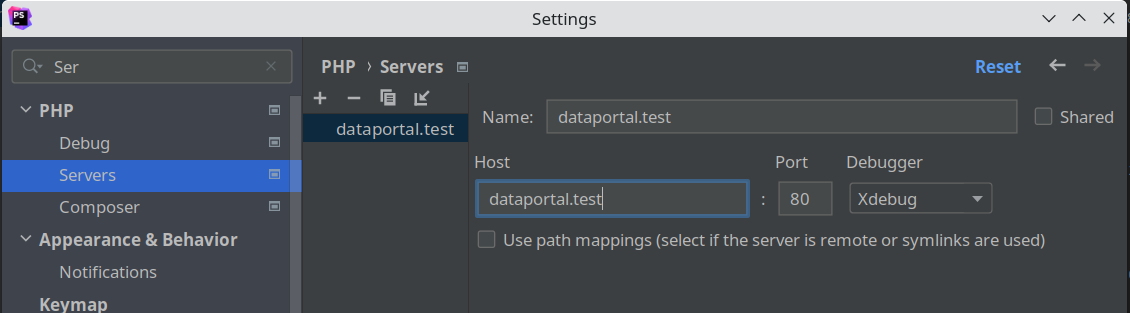 PS
Settings
Ser
PHP
Debug
Servers
Composer
Appearance & Behavior
Notifications
Keymap
PHP › Servers
Reset
dataportal.test
Name: dataportal.test
Shared
Host Port Debugger
dataportal.test : 80 Xdebug
Use path mappings (select if the server is remote or symlinks are used)